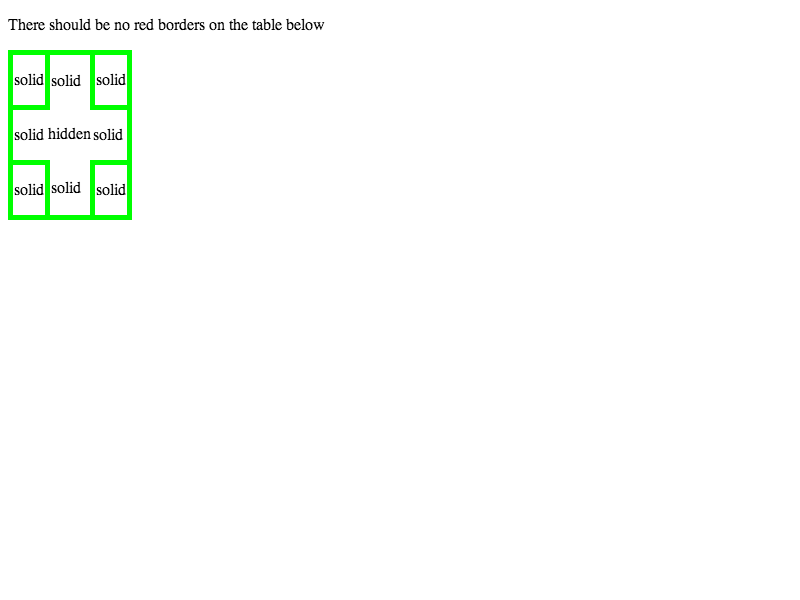 There should be no red borders on the table below
solid solid solid
solid hidden solid
solid solid solid